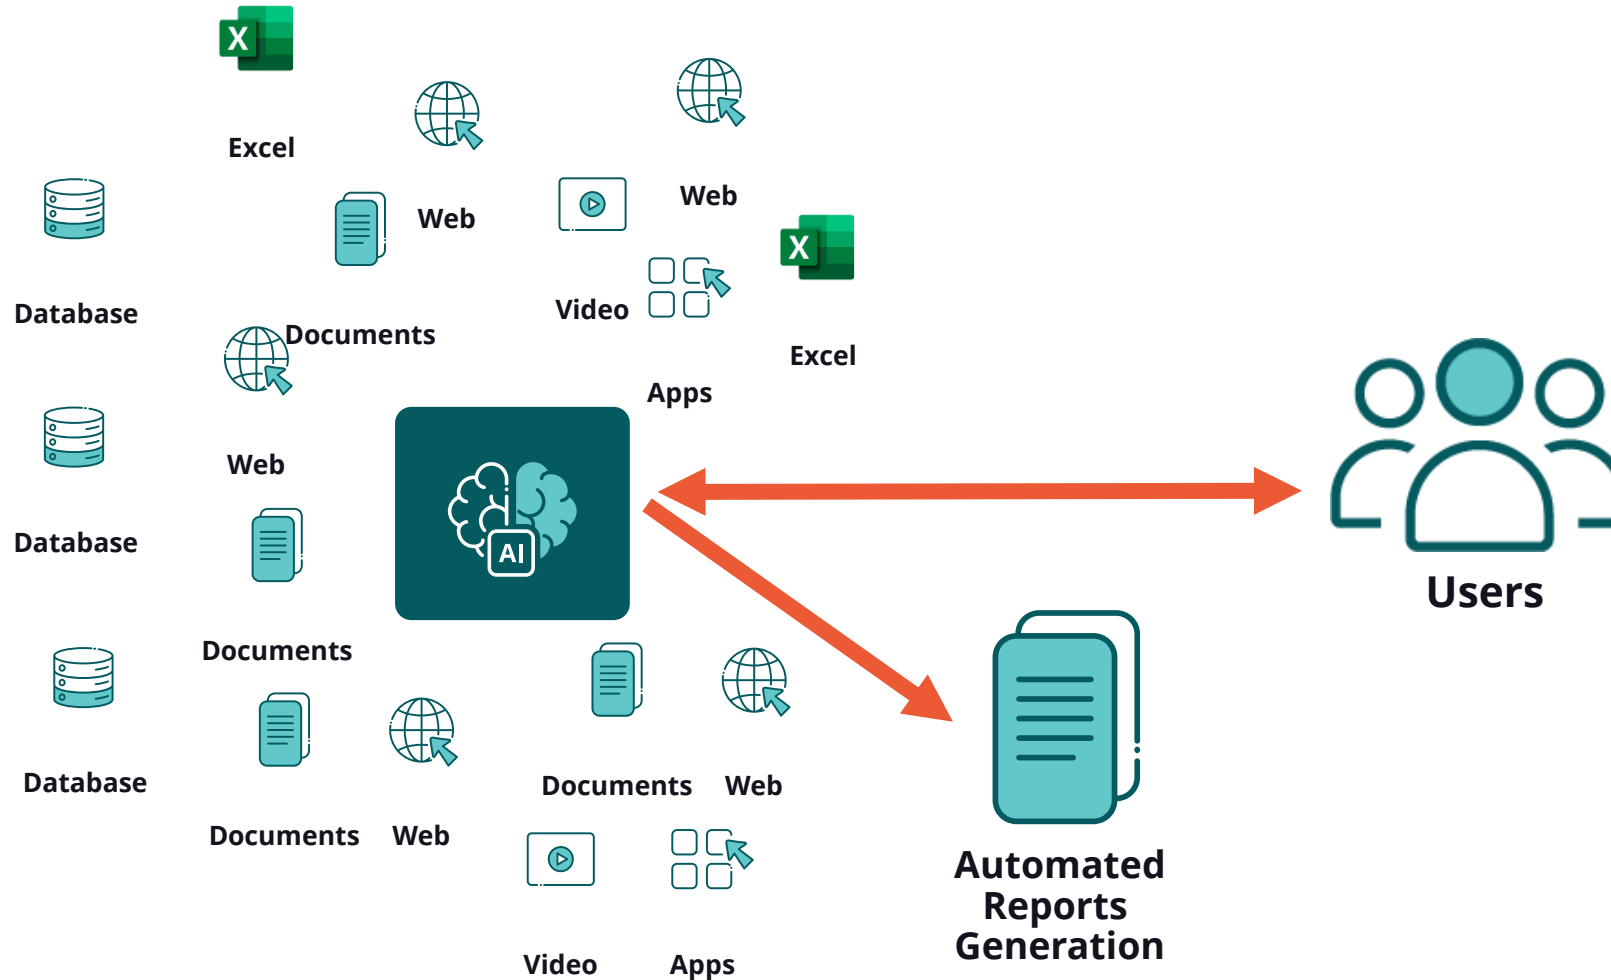 X
Excel
Web
Web
X
Database
Documents
Video
Excel
Apps
Web
Database
AI
Documents
Users
Database
Documents
Web
Documents
Web
Video
Apps
Automated
Reports
Generation